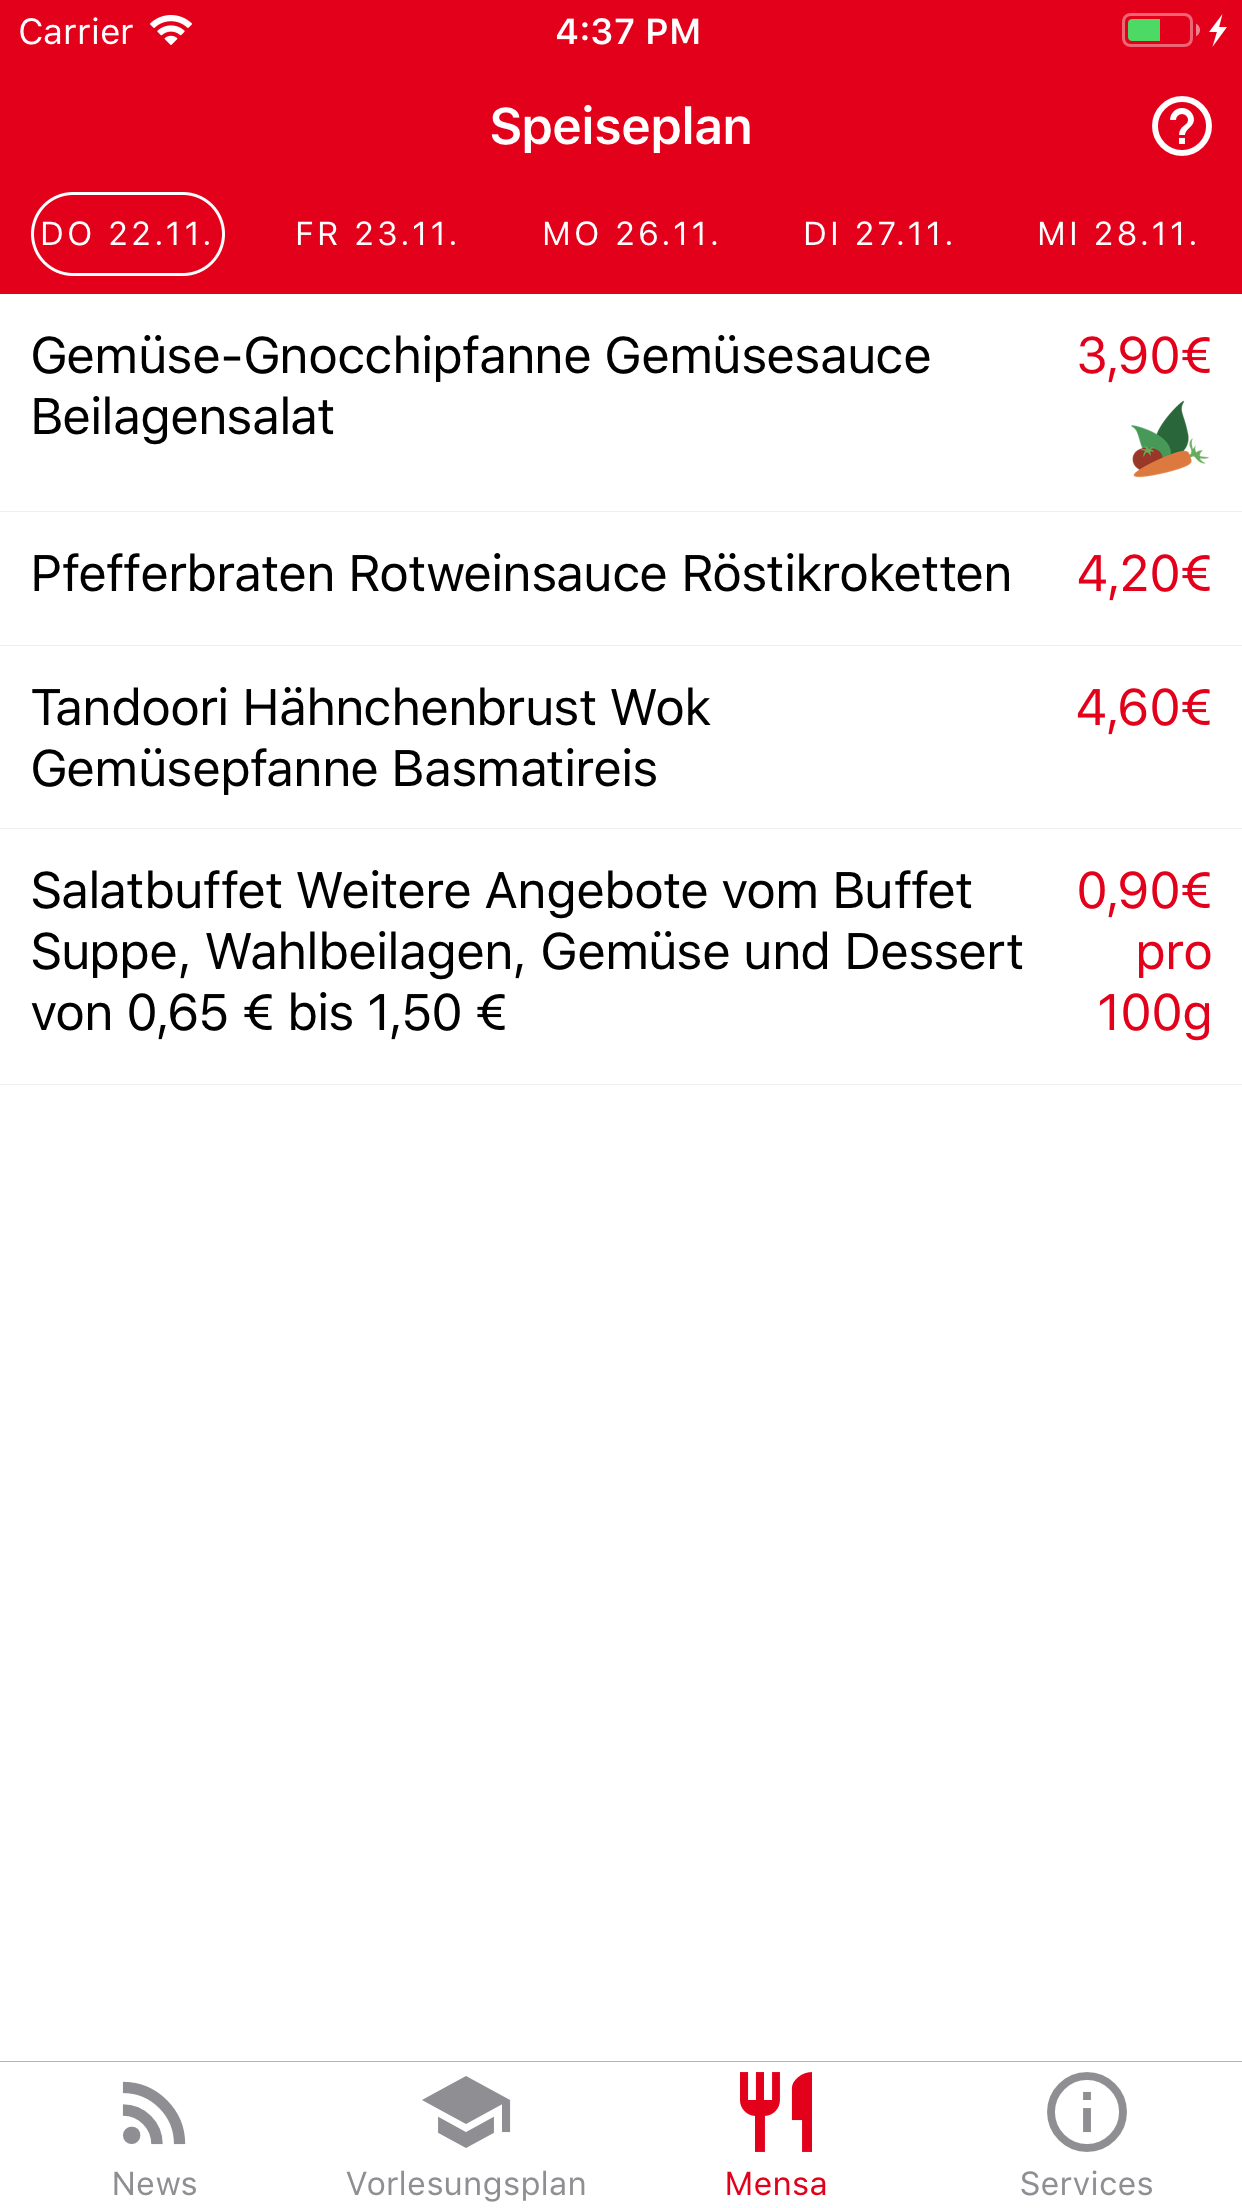 Carrier 4:37 PM
Speiseplan
DO 22.11. FR 23.11. MO 26.11. DI 27.11. MI 28.11.
Gemüse-Gnocchipfanne Gemüsesauce 3,90€
Beilagensalat
Pfefferbraten Rotweinsauce Röstikroketten 4,20€
Tandoori Hähnchenbrust Wok 4,60€
Gemüsepfanne Basmatireis
Salatbuffet Weitere Angebote vom Buffet 0,90€
Suppe, Wahlbeilagen, Gemüse und Dessert pro
von 0,65 € bis 1,50 € 100g
News Vorlesungsplan Mensa Services